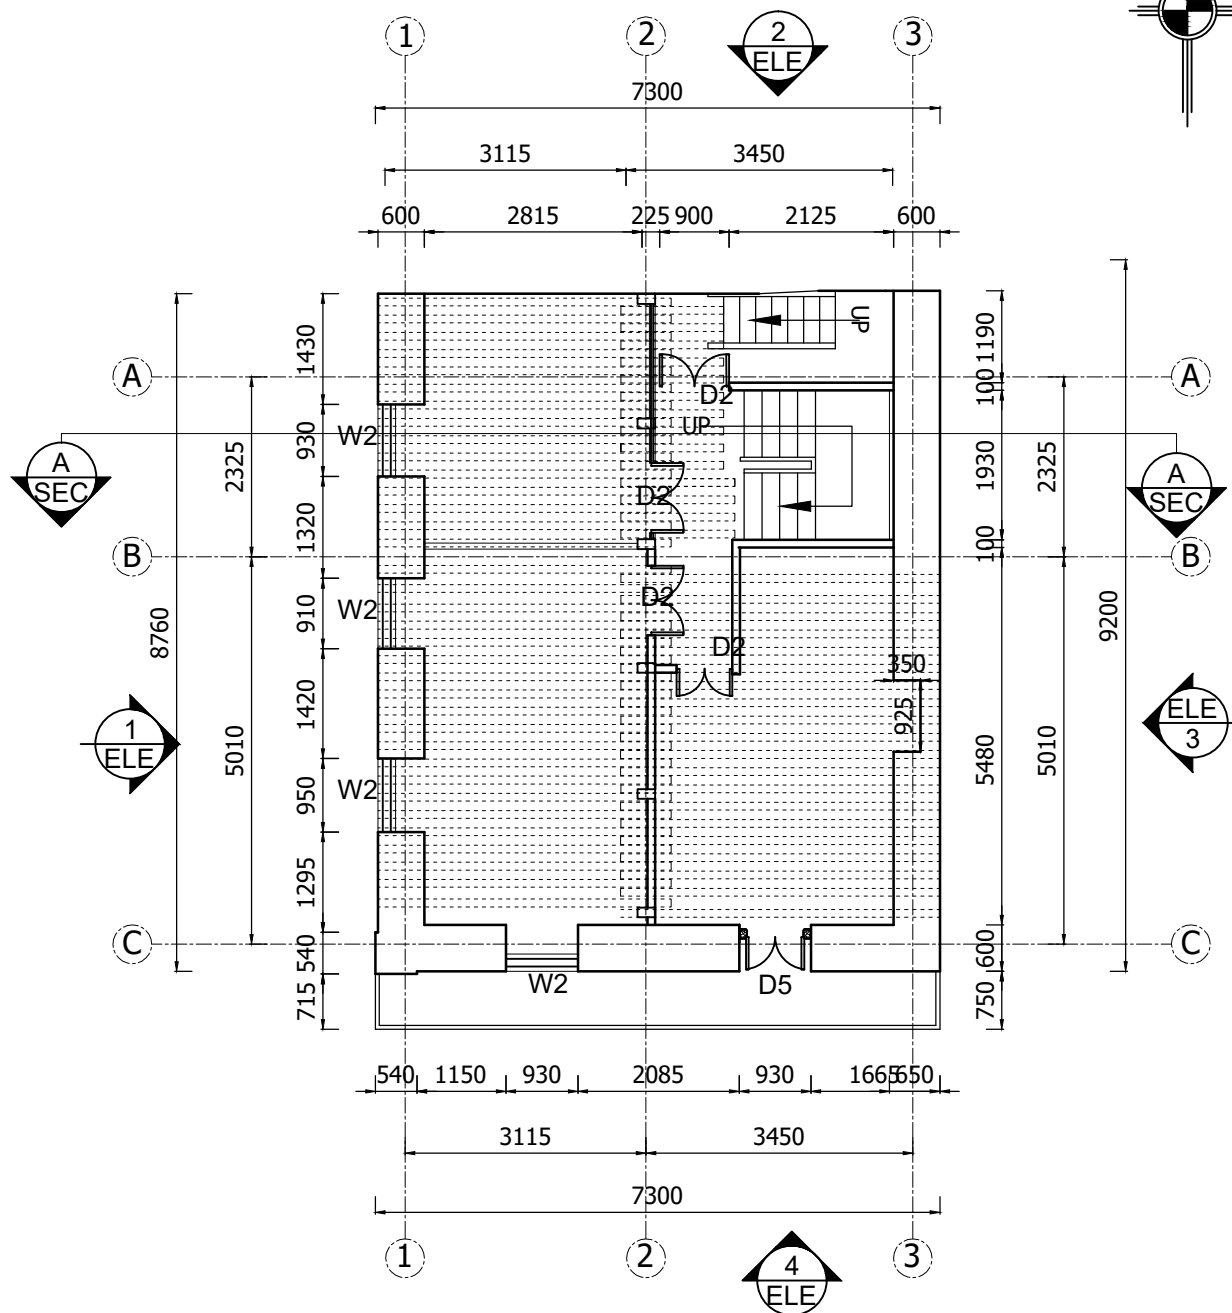 1 2 3
2
ELE
7300
3115 3450
600 2815 225 900 2125 600
UP
1430
1190
A A
D2
100
W2
UP
930
2325
1930
2325
A
SEC
A
SEC
D2
1320
B B
100
W2
D2
910
8760
9200
D2
350
1420
925
1
ELE
5010
5480
5010
ELE
3
W2
950
1295
C C
540
600
W2 D5
715
750
540 1150 930 2085 930 1665 650
3115 3450
7300
1 2 3
4
ELE